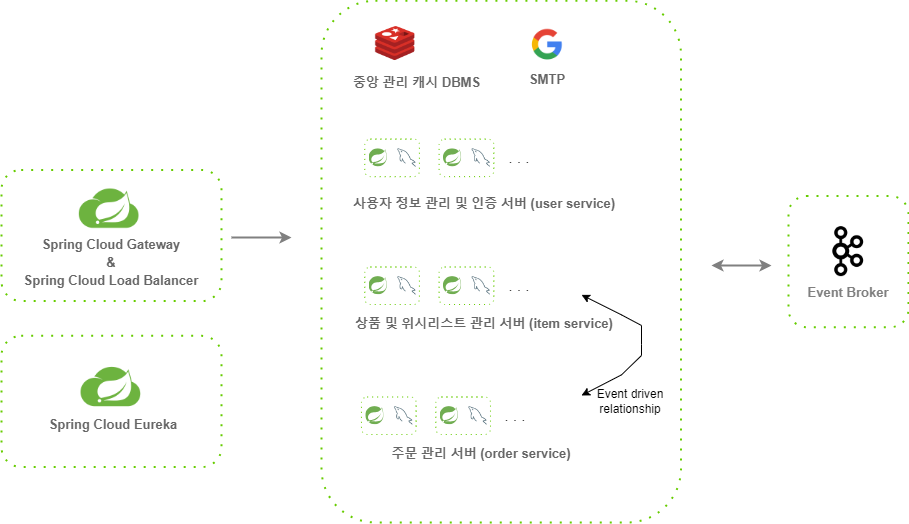 중앙 관리 캐시 DBMS
SMTP
. . .
사용자 정보 관리 및 인증 서버 (user service)
Spring Cloud Gateway
&
Spring Cloud Load Balancer
. . .
상품 및 위시리스트 관리 서버 (item service)
Event Broker
Spring Cloud Eureka
Event driven
relationship
. . .
주문 관리 서버 (order service)